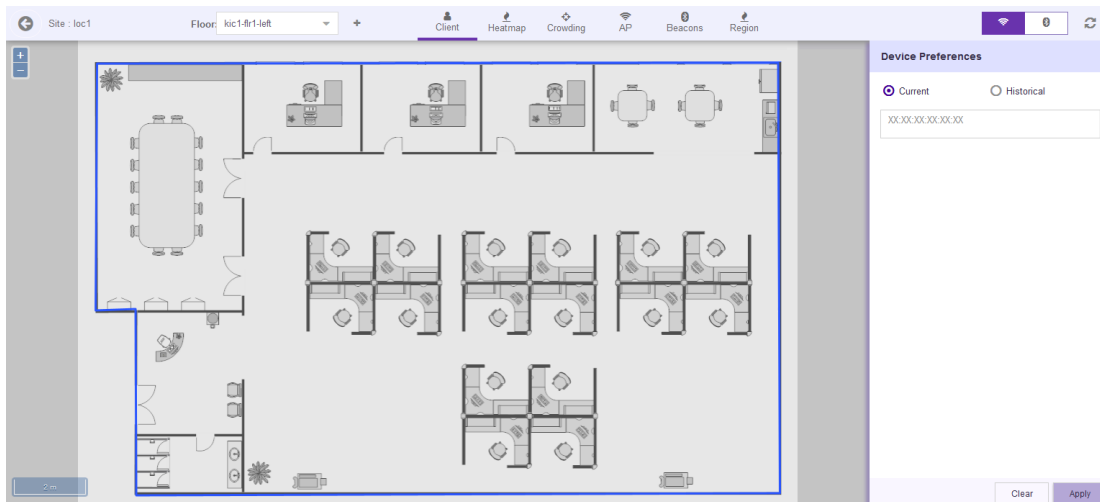 Site : loc1
Floor: kic1-flr1-left
+
Client
Heatmap
Crowding
AP
Beacons
Region
+
−
Device Preferences
Current
Historical
XX:XX:XX:XX:XX:XX
2 m
Clear
Apply